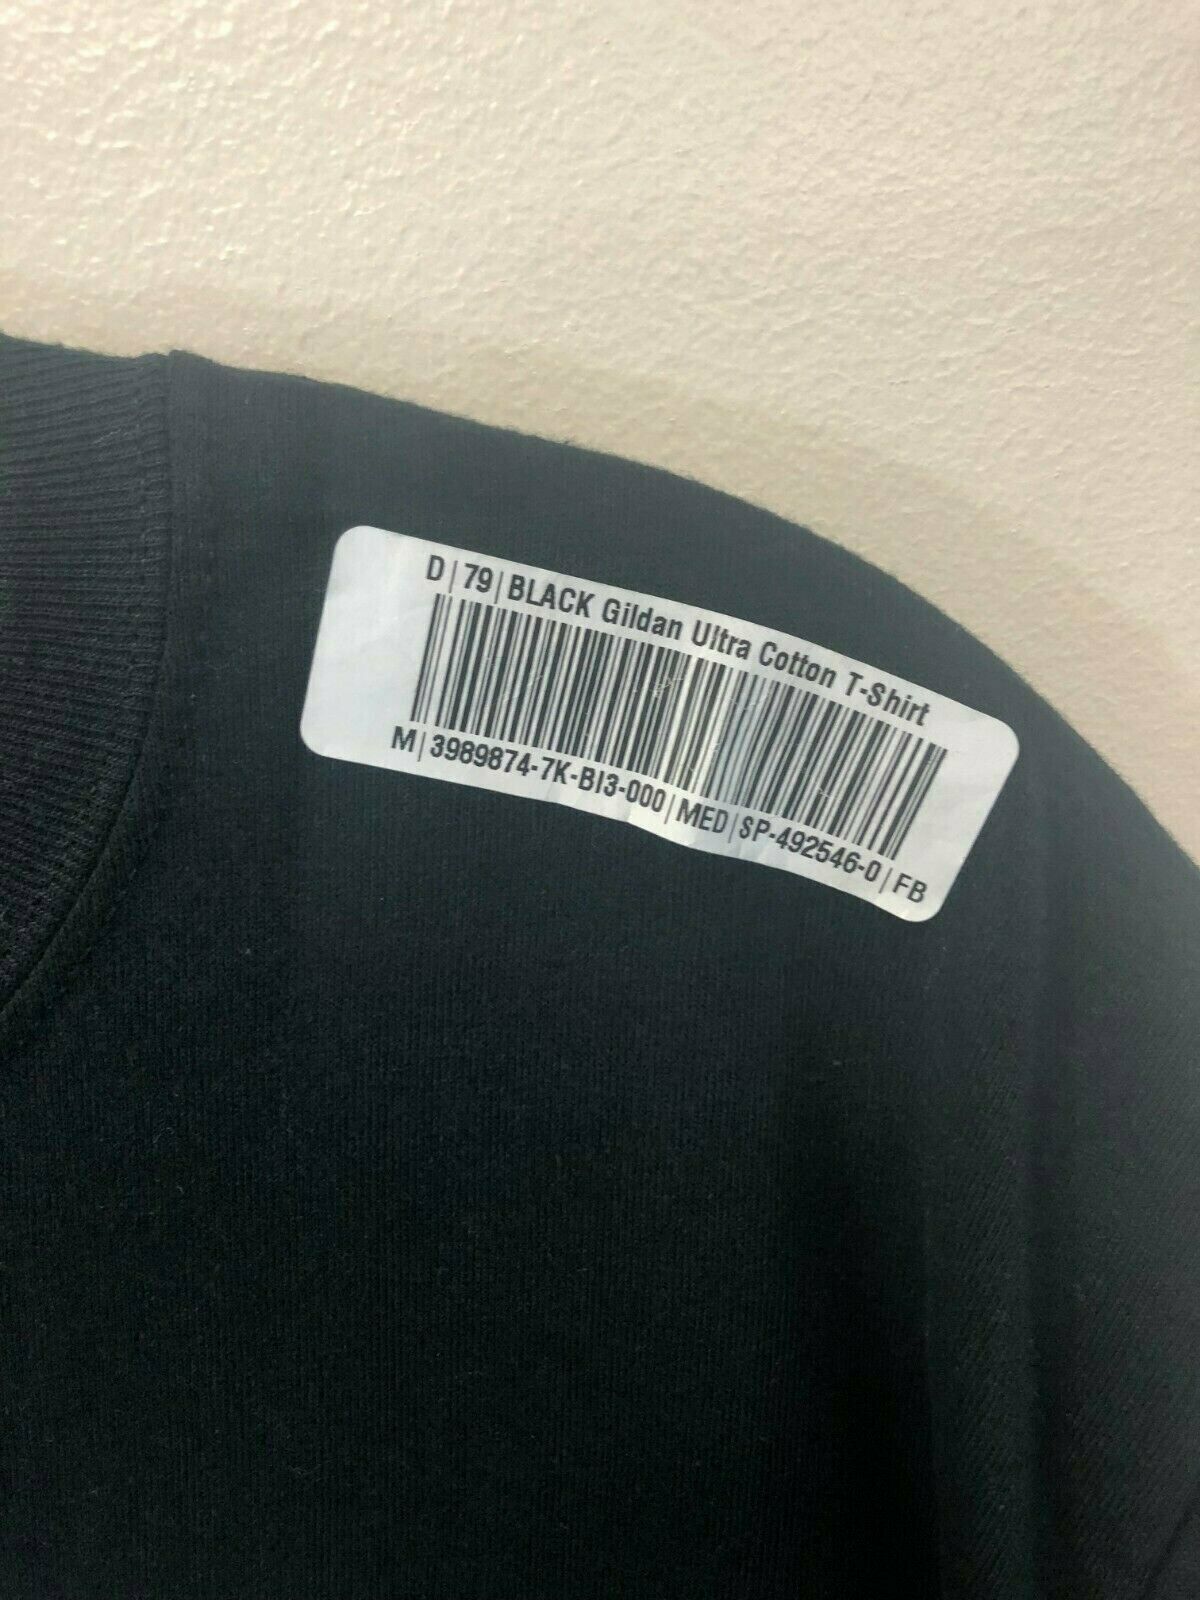 D|79|BLACK Gildan Ultra Cotton T-Shirt
M|3989874-7K-BI3-000|MED|SP-492546-0|FB